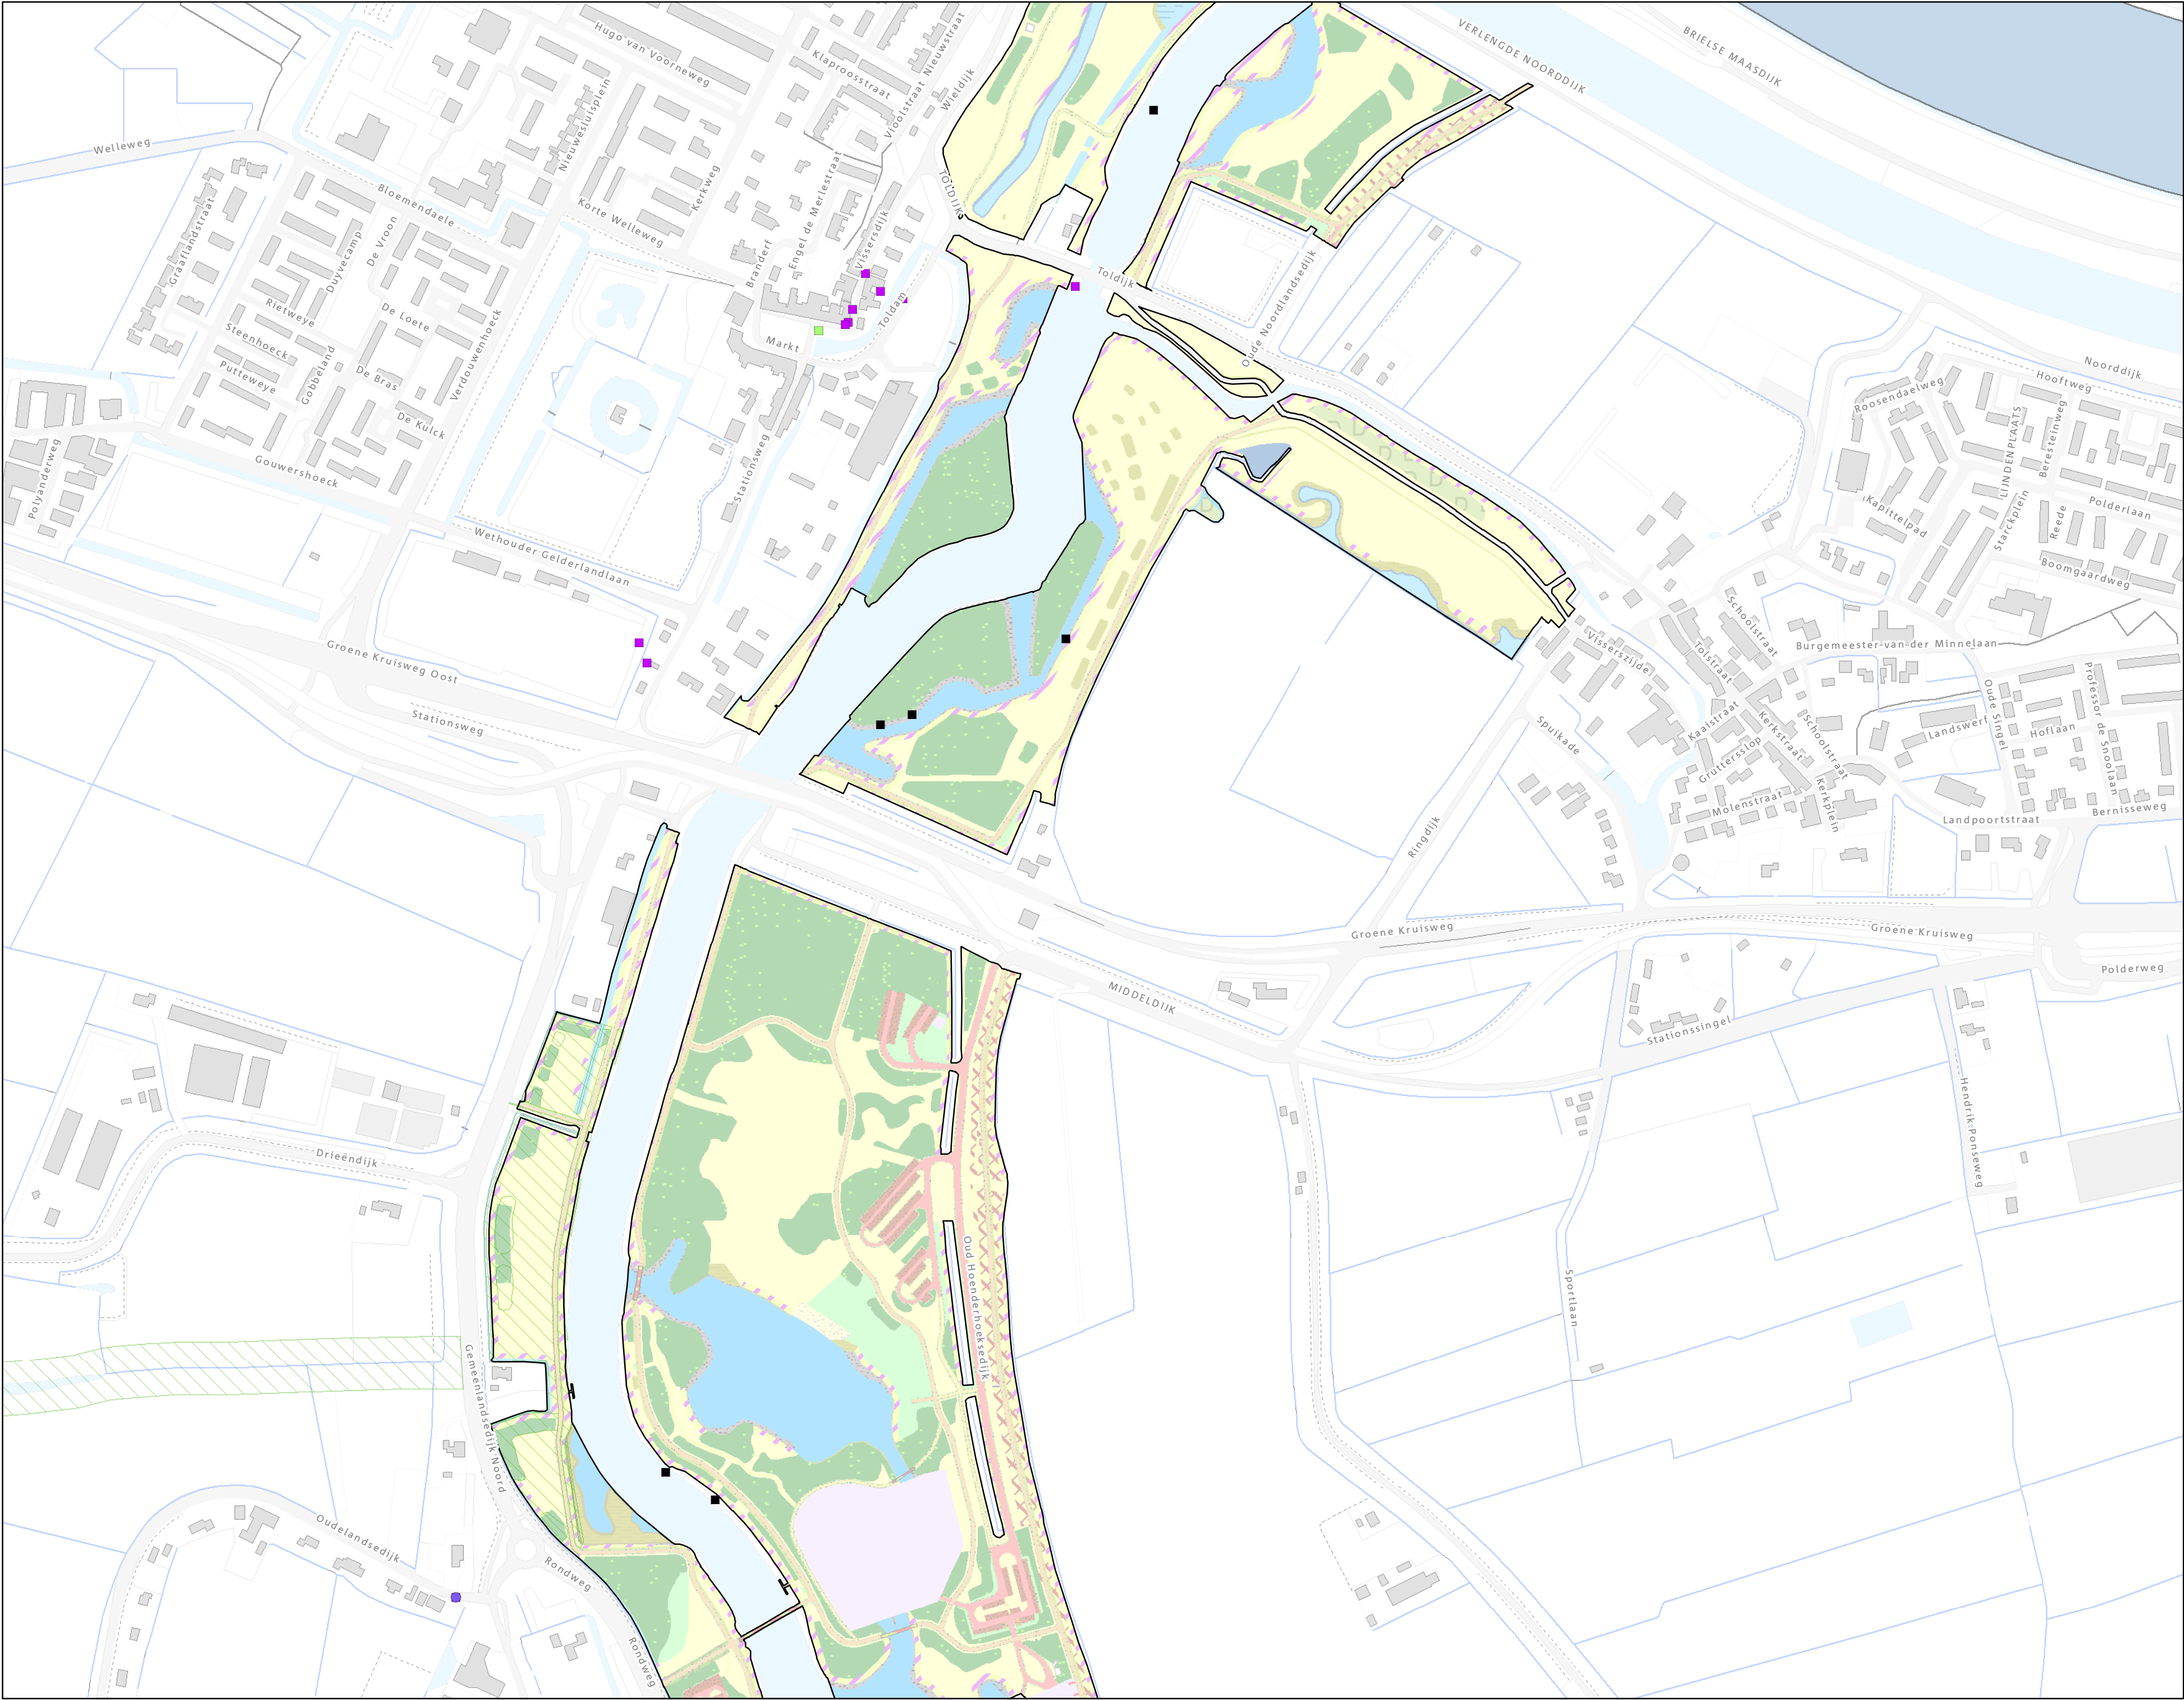 VERLENGDE NOORDDIJK
BRIELSE MAASDIJK
Hugo van Voorneweg
Klaproosstraat
Nieuwstraat
Vioolstraat
Wieldijk
Welleweg
Nieuwesluisplein
Bloemendaele
Kerkweg
Korte Welleweg
Engel de Merlestraat
TOLDIJK
Graaflandstraat
De Vroon
Duyvecamp
Vissersdijk
Branderf
Toldijk
Oude Noordlandsedijk
Rietweye
De Loete
Steenhoeck
Verdouwenhoeck
Toldam
Markt
Noorddijk
Hooftweg
Putteweye
Gobbeland
De Bras
Roosendaelweg
LIJNDENPLAATS
Beresteinweg
De Kulck
Polyanderweg
Gouwershoeck
Stationsweg
Kapittelpad
Polderlaan
Starckplein
Reede
Wethouder Gelderlandlaan
Boomgaardweg
Schoolstraat
Visserszijde
Tolstraat
Burgemeester van der Minnelaan
Groene Kruisweg Oost
Stationsweg
Spuikade
Kaaistraat
Kerkstraat
Schoolstraat
Oude Singel
Professor de Snoolaan
Landswerf
Hoflaan
Gruttersslop
Molenstraat
Kerkplein
Landpoortstraat
Bernisseweg
Ringdijk
Groene Kruisweg
Groene Kruisweg
Polderweg
MIDDELDIJK
Stationssingel
Hendrik Ponseweg
Drieëndijk
Oud Hoenderhoeksedijk
Sportlaan
Gemeenlandsedijk Noord
Oudelandsedijk
Rondweg
Rondweg